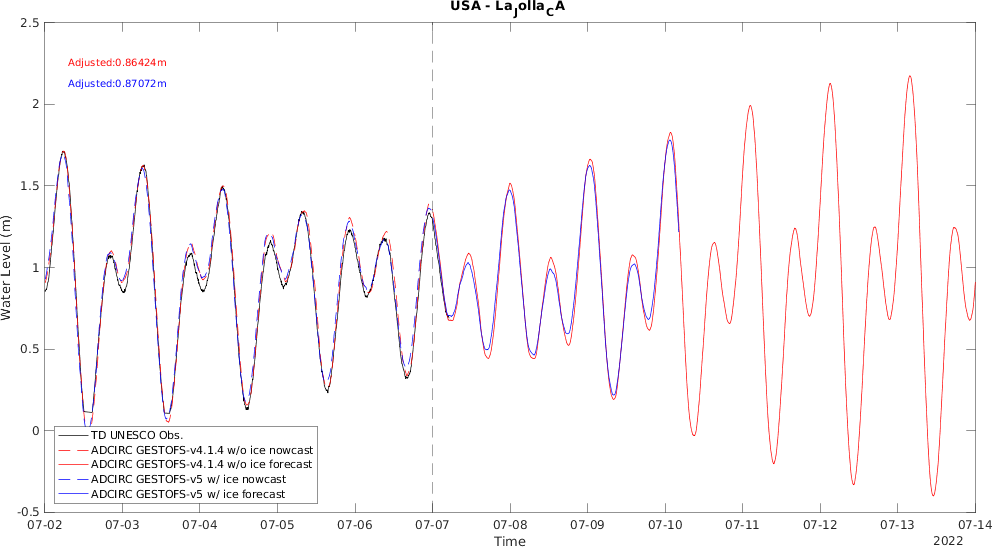 USA - LaJollaCA
2.5
Adjusted:0.86424m
Adjusted:0.87072m
2
1.5
1
0.5
0
-0.5
Water Level (m)
TD UNESCO Obs.
ADCIRC GESTOFS-v4.1.4 w/o ice nowcast
ADCIRC GESTOFS-v4.1.4 w/o ice forecast
ADCIRC GESTOFS-v5 w/ ice nowcast
ADCIRC GESTOFS-v5 w/ ice forecast
07-02 07-03 07-04 07-05 07-06 07-07 07-08 07-09 07-10 07-11 07-12 07-13 07-14
Time
2022